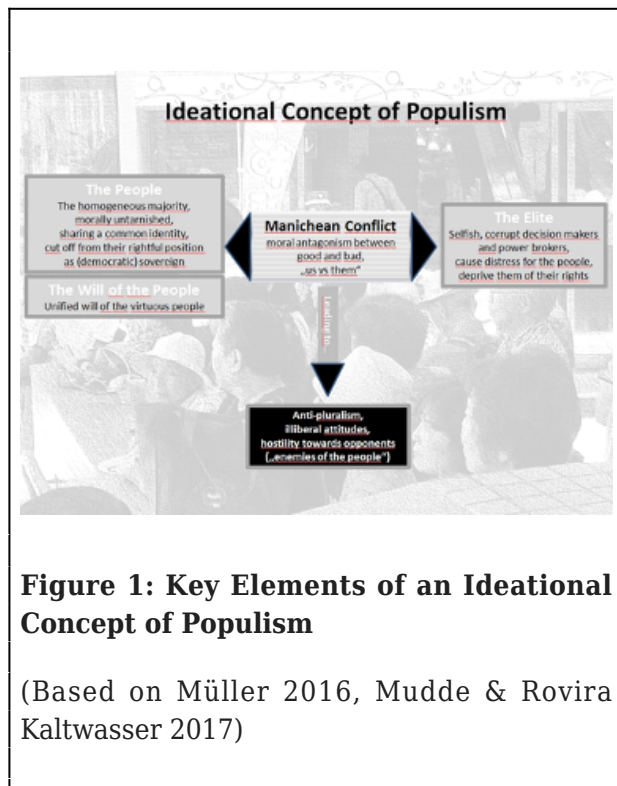 Ideational Concept of Populism
The People
The homogeneous majority,
morally untarnished,
sharing a common identity,
cut off from their rightful position
as (democratic) sovereign
The Will of the People
Unified will of the virtuous people
Manichean Conflict
moral antagonism between
good and bad,
„us vs them"
The Elite
Selfish, corrupt decision makers
and power brokers,
cause distress for the people,
deprive them of their rights
Leading to...
Anti-pluralism,
illiberal attitudes,
hostility towards opponents
(„enemies of the people")
Figure 1: Key Elements of an Ideational
Concept of Populism
(Based on Müller 2016, Mudde & Rovira
Kaltwasser 2017)